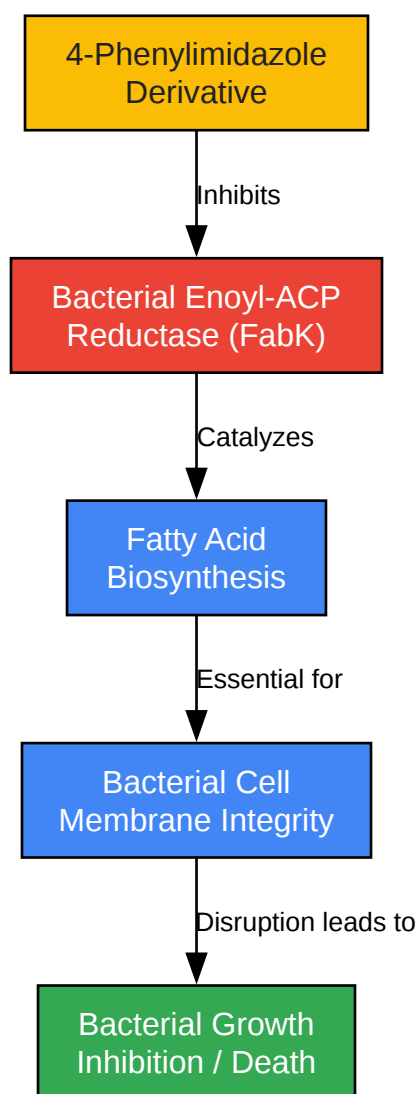 4-Phenylimidazole
Derivative
Inhibits
Bacterial Enoyl-ACP
Reductase (FabK)
Catalyzes
Fatty Acid
Biosynthesis
Essential for
Bacterial Cell
Membrane Integrity
Disruption leads to
Bacterial Growth
Inhibition / Death